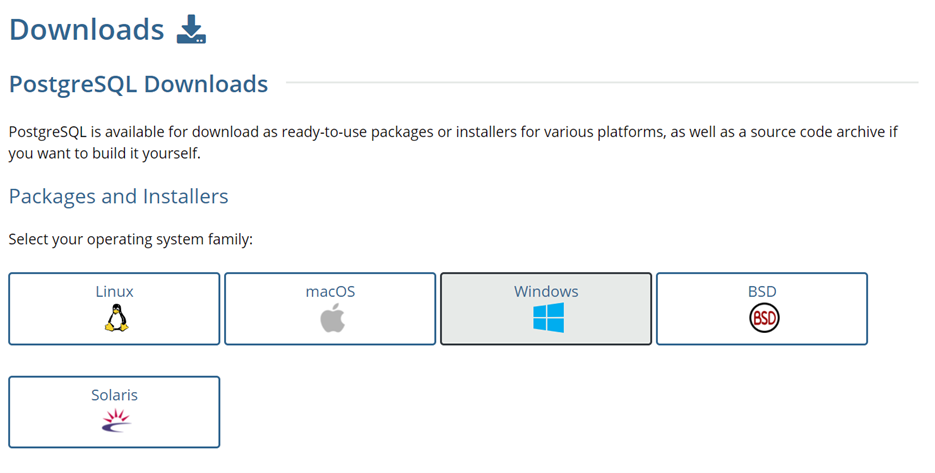 Downloads
PostgreSQL Downloads
PostgreSQL is available for download as ready-to-use packages or installers for various platforms, as well as a source code archive if
you want to build it yourself.
Packages and Installers
Select your operating system family:
Linux
macOS
Windows
BSD
BSD
Solaris